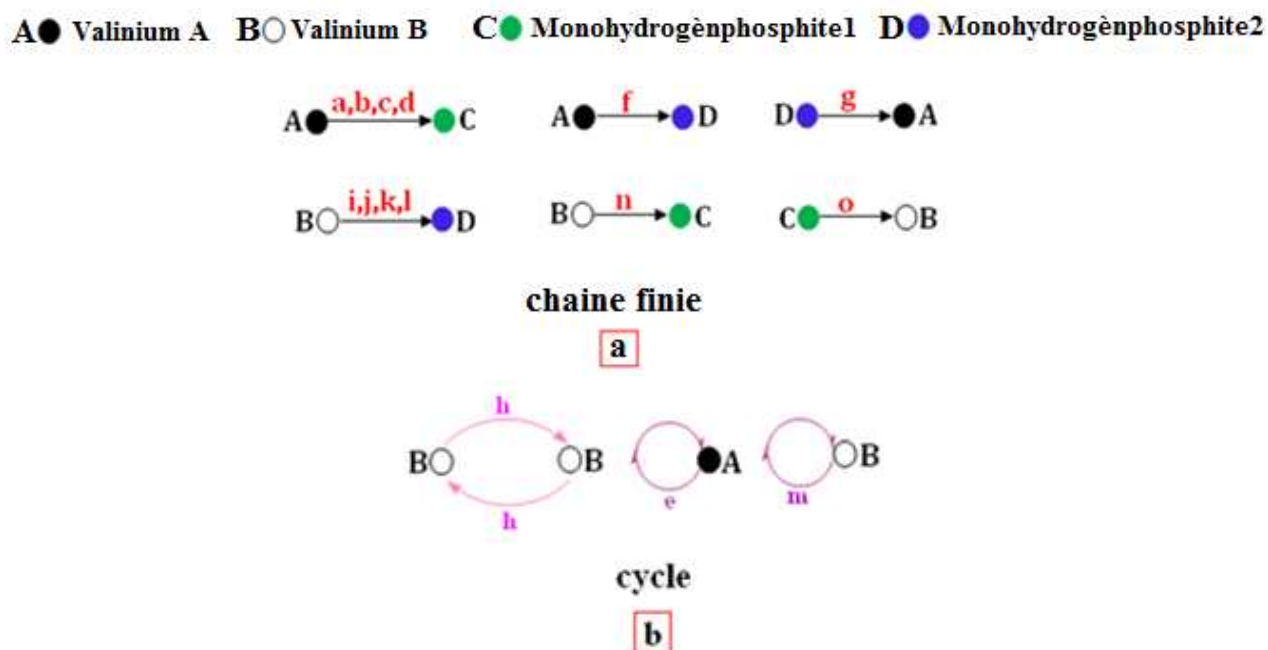 A Valinium A B Valinium B C Monohydrogènphosphite1 D Monohydrogènphosphite2
A a,b,c,d C A f D D g A
B i,j,k,l D B n C C o B
chaine finie
a
h
B B A B
e m
h
cycle
b